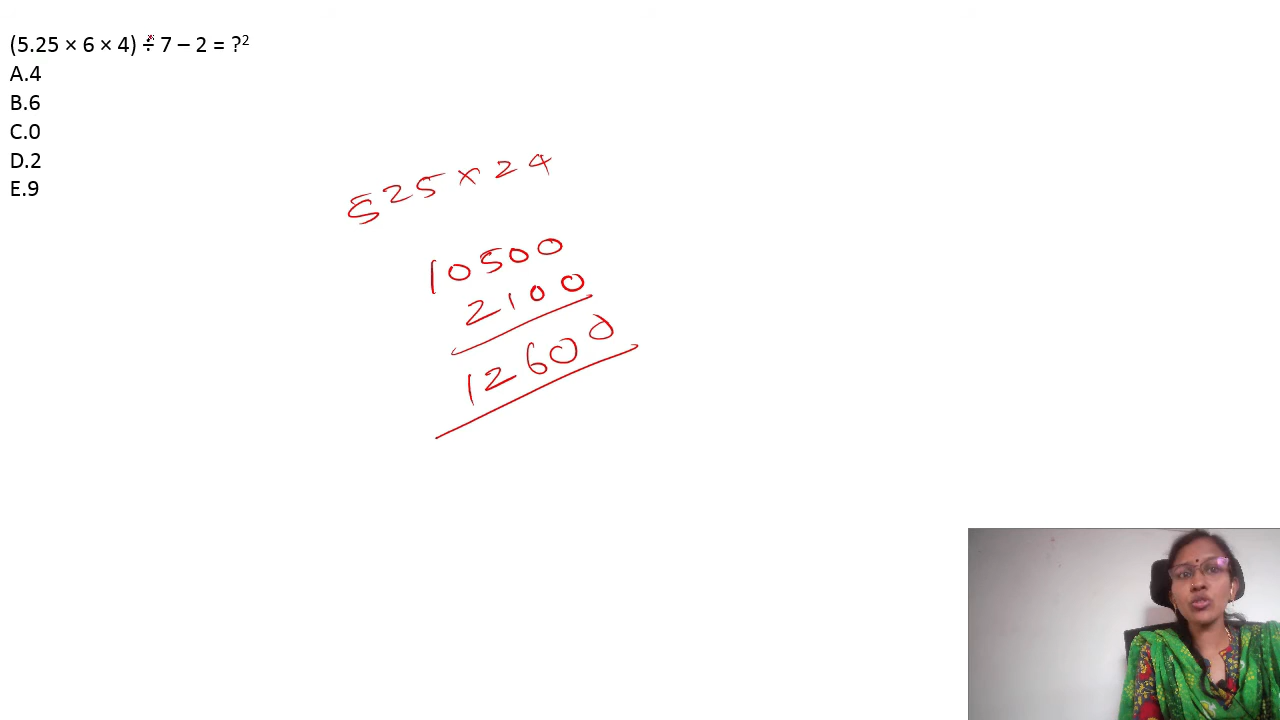 (5.25 × 6 × 4) ÷ 7 – 2 = ?²
A.4
B.6
C.0
D.2
E.9
525 × 24
10500
2100
12600